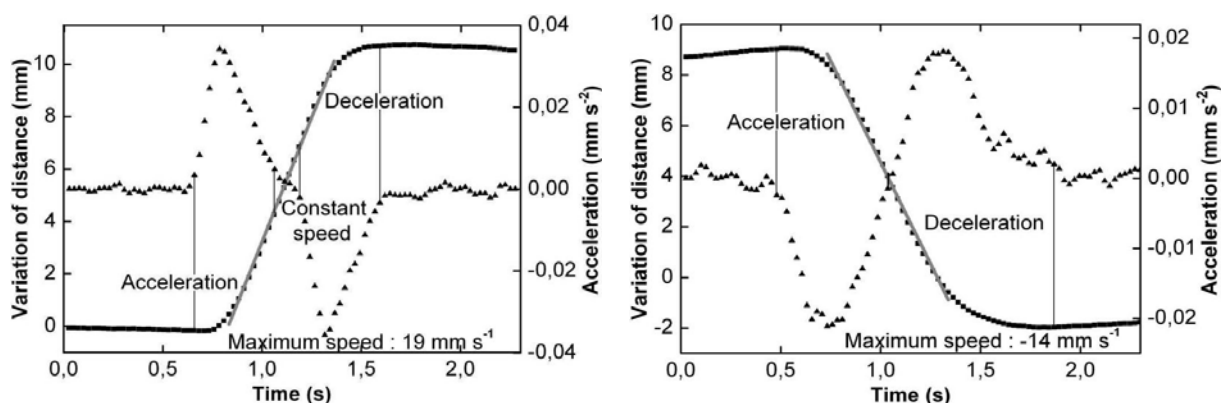 Variation of distance (mm)
10
8
6
4
2
0
0,04
0,02
0,00
-0,02
-0,04
Acceleration (mm s⁻²)
Deceleration
Constant
speed
Acceleration
Maximum speed : 19 mm s⁻¹
0,0 0,5 1,0 1,5 2,0
Time (s)
Variation of distance (mm)
10
8
6
4
2
0
-2
0,02
0,01
0,00
-0,01
-0,02
Acceleration (mm s⁻²)
Acceleration
Deceleration
Maximum speed : -14 mm s⁻¹
0,0 0,5 1,0 1,5 2,0
Time (s)